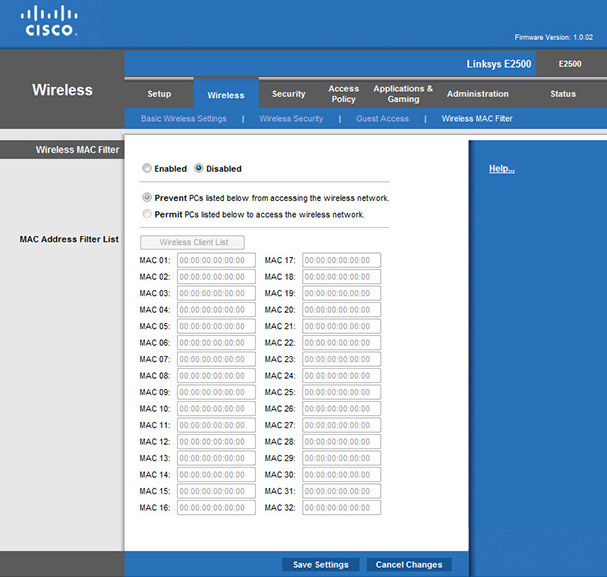 CISCO.
Firmware Version: 1.0.02
Linksys E2500 E2500
Wireless
Setup Wireless Security Access Policy Applications & Gaming Administration Status
Basic Wireless Settings | Wireless Security | Guest Access | Wireless MAC Filter
Wireless MAC Filter
Enabled Disabled
Help...
Prevent PCs listed below from accessing the wireless network.
Permit PCs listed below to access the wireless network.
MAC Address Filter List
Wireless Client List
MAC 01: 00:00:00:00:00:00 MAC 17: 00:00:00:00:00:00
MAC 02: 00:00:00:00:00:00 MAC 18: 00:00:00:00:00:00
MAC 03: 00:00:00:00:00:00 MAC 19: 00:00:00:00:00:00
MAC 04: 00:00:00:00:00:00 MAC 20: 00:00:00:00:00:00
MAC 05: 00:00:00:00:00:00 MAC 21: 00:00:00:00:00:00
MAC 06: 00:00:00:00:00:00 MAC 22: 00:00:00:00:00:00
MAC 07: 00:00:00:00:00:00 MAC 23: 00:00:00:00:00:00
MAC 08: 00:00:00:00:00:00 MAC 24: 00:00:00:00:00:00
MAC 09: 00:00:00:00:00:00 MAC 25: 00:00:00:00:00:00
MAC 10: 00:00:00:00:00:00 MAC 26: 00:00:00:00:00:00
MAC 11: 00:00:00:00:00:00 MAC 27: 00:00:00:00:00:00
MAC 12: 00:00:00:00:00:00 MAC 28: 00:00:00:00:00:00
MAC 13: 00:00:00:00:00:00 MAC 29: 00:00:00:00:00:00
MAC 14: 00:00:00:00:00:00 MAC 30: 00:00:00:00:00:00
MAC 15: 00:00:00:00:00:00 MAC 31: 00:00:00:00:00:00
MAC 16: 00:00:00:00:00:00 MAC 32: 00:00:00:00:00:00
Save Settings Cancel Changes